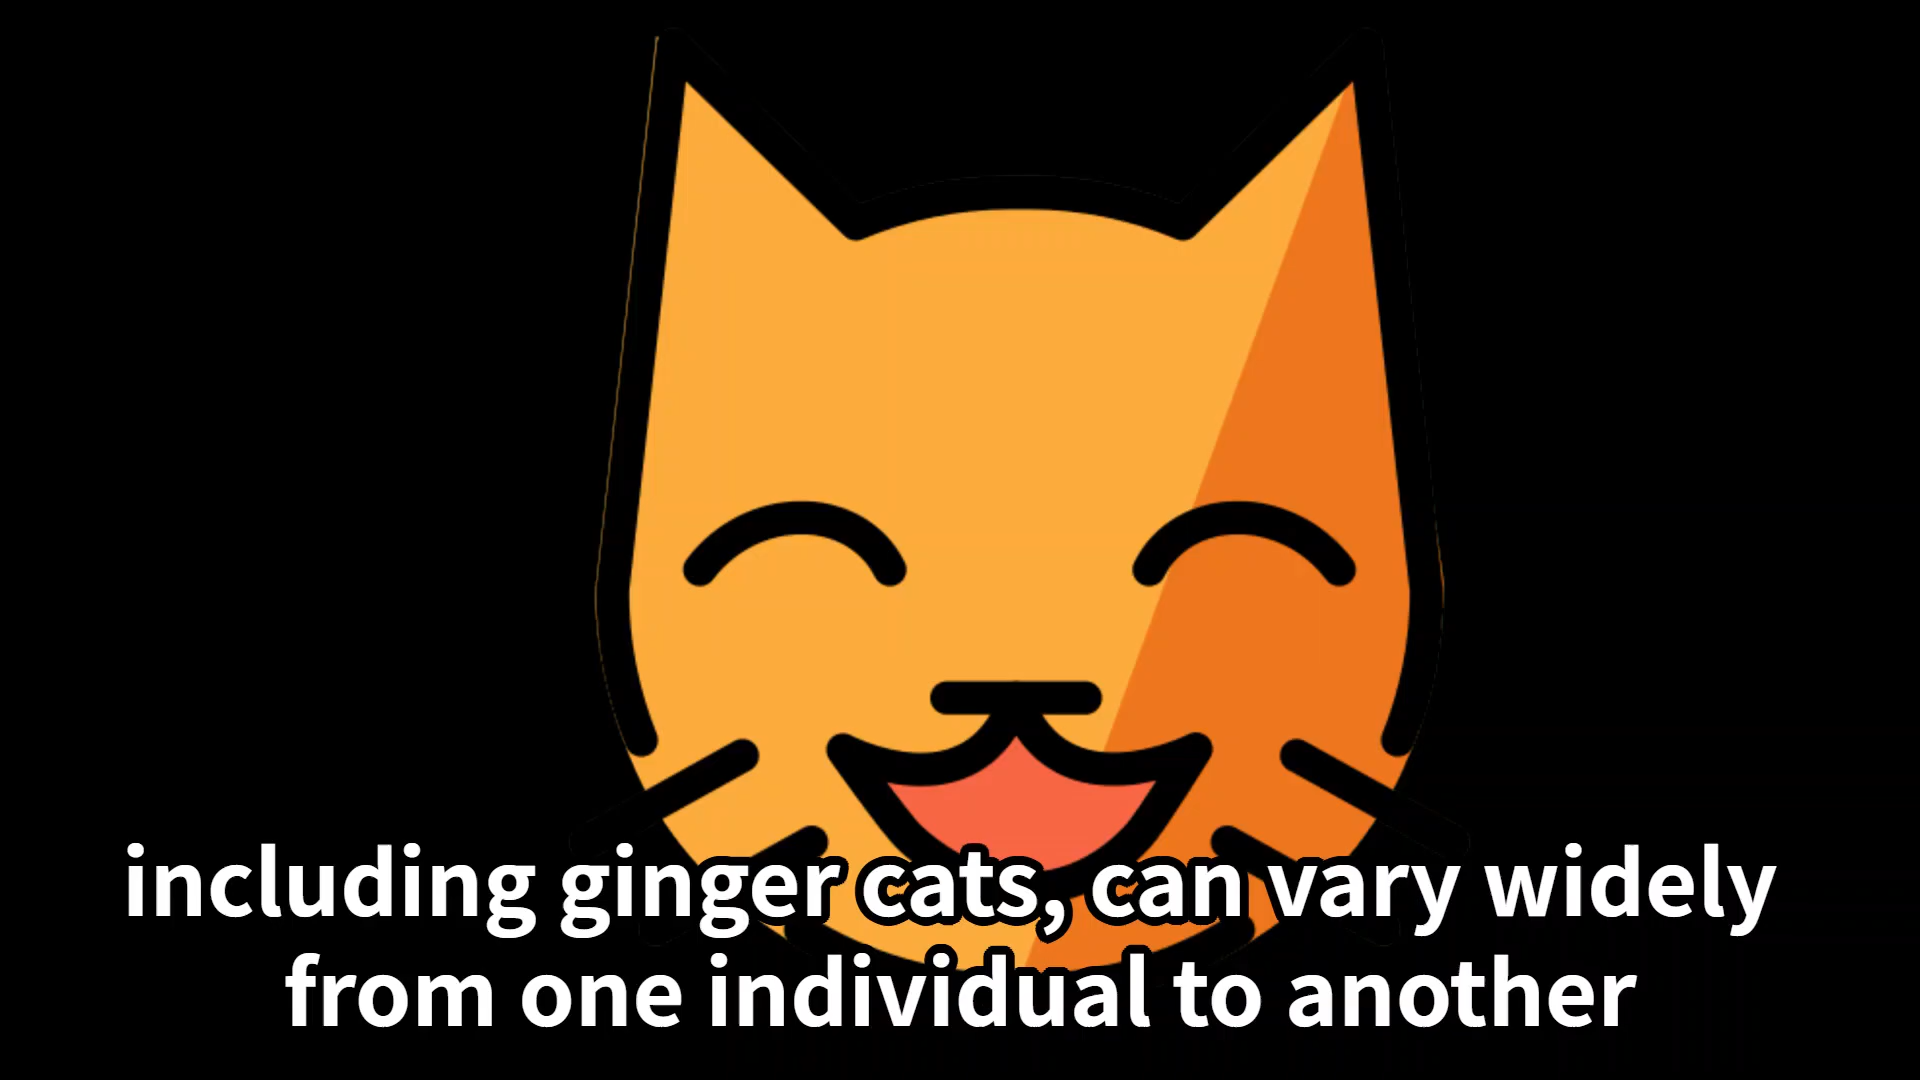 including ginger cats, can vary widely
from one individual to another